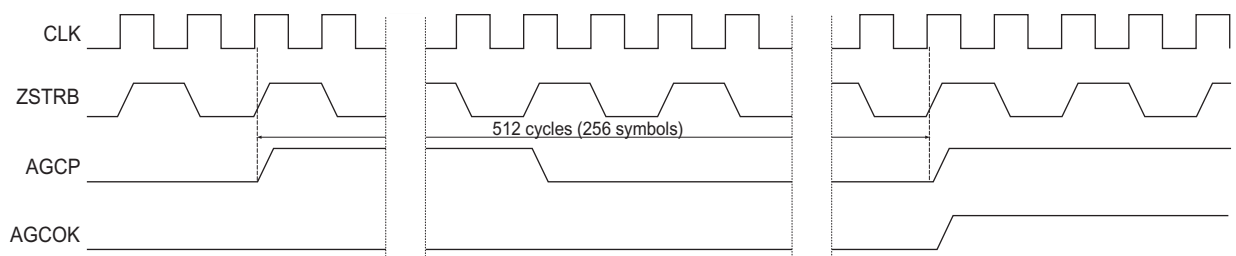 CLK
ZSTRB
512 cycles (256 symbols)
AGCP
AGCOK